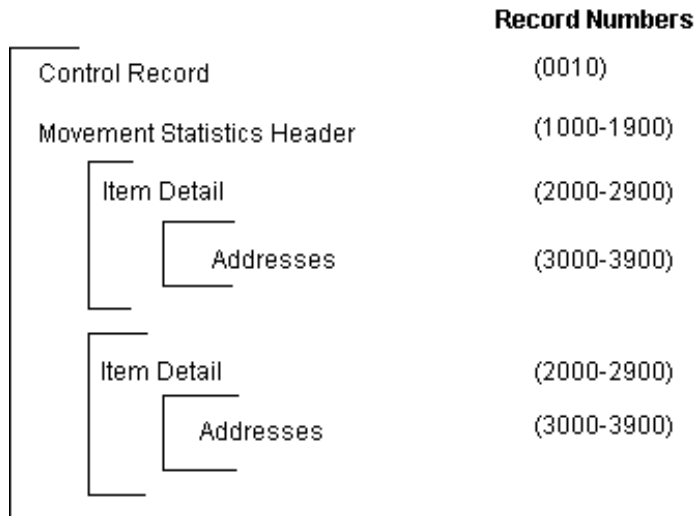 Record Numbers
Control Record (0010)
Movement Statistics Header (1000-1900)
Item Detail (2000-2900)
Addresses (3000-3900)
Item Detail (2000-2900)
Addresses (3000-3900)